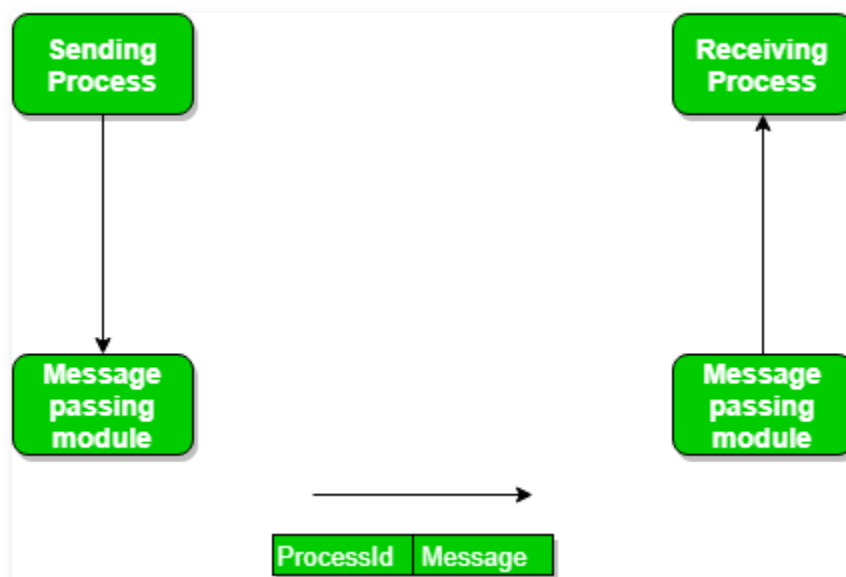 Sending
Process
Receiving
Process
Message
passing
module
Message
passing
module
ProcessId Message